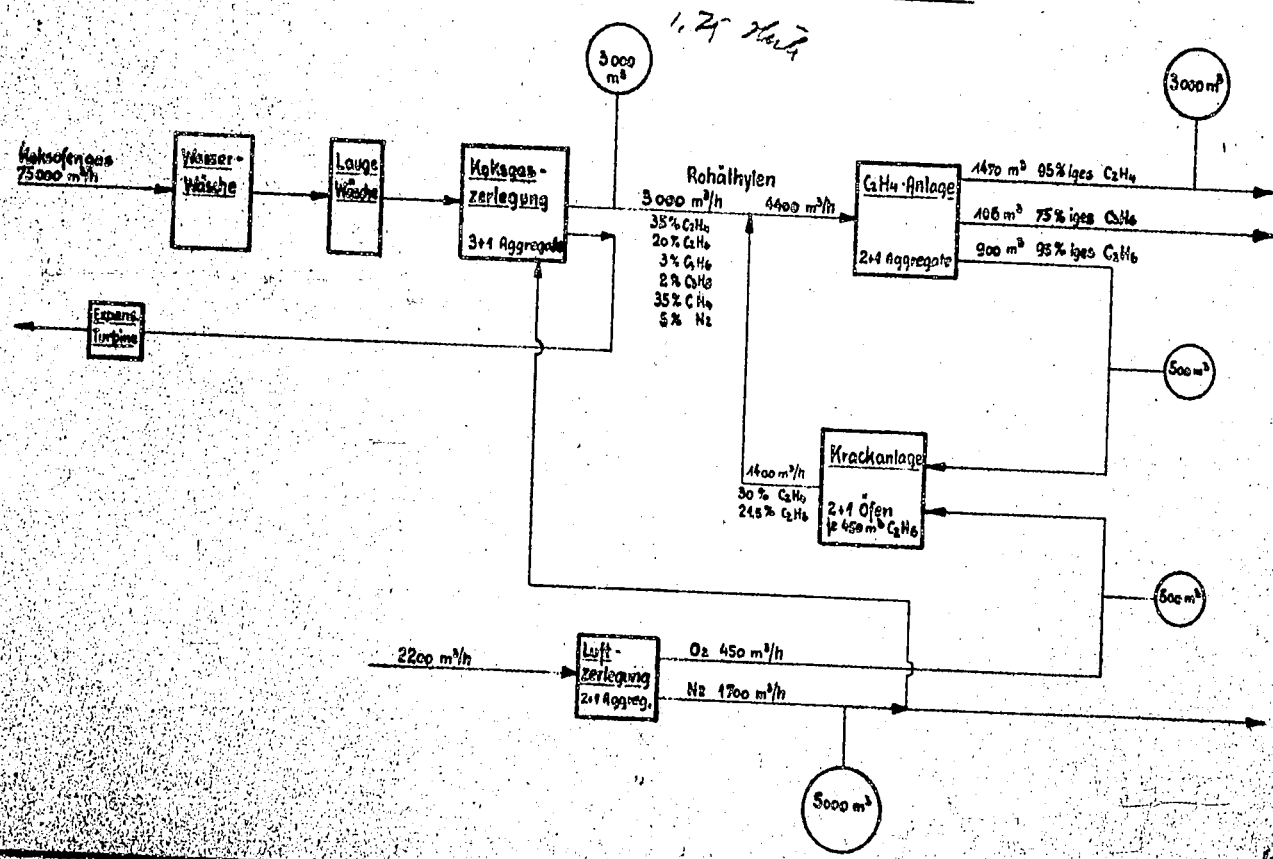 3000
m³
3000 m³
Koksofengas
75000 m³/h
Wasser-
Wäsche
Lauge
Wäsche
Koksgas-
zerlegung
3+1 Aggregate
Rohäthylen
3000 m³/h
4400 m³/h
35% C₂H₄
20% C₂H₆
3% C₃H₆
2% C₃H8
35% CH₄
5% N2
C₂H₄-Anlage
2+1 Aggregate
1470 m³ 95%iges C₂H₄
106 m³ 75%iges C₃H₆
900 m³ 95%iges C₂H₆
Expans.
Turbine
500 m³
Krackanlage
2+1 Öfen
je 450 m³ C₂H₆
1400 m³/h
30% C₂H₄
21,5% C₂H₆
500 m³
2200 m³/h
Luft-
zerlegung
2+1 Aggreg.
O2 450 m³/h
N2 1700 m³/h
5000 m³